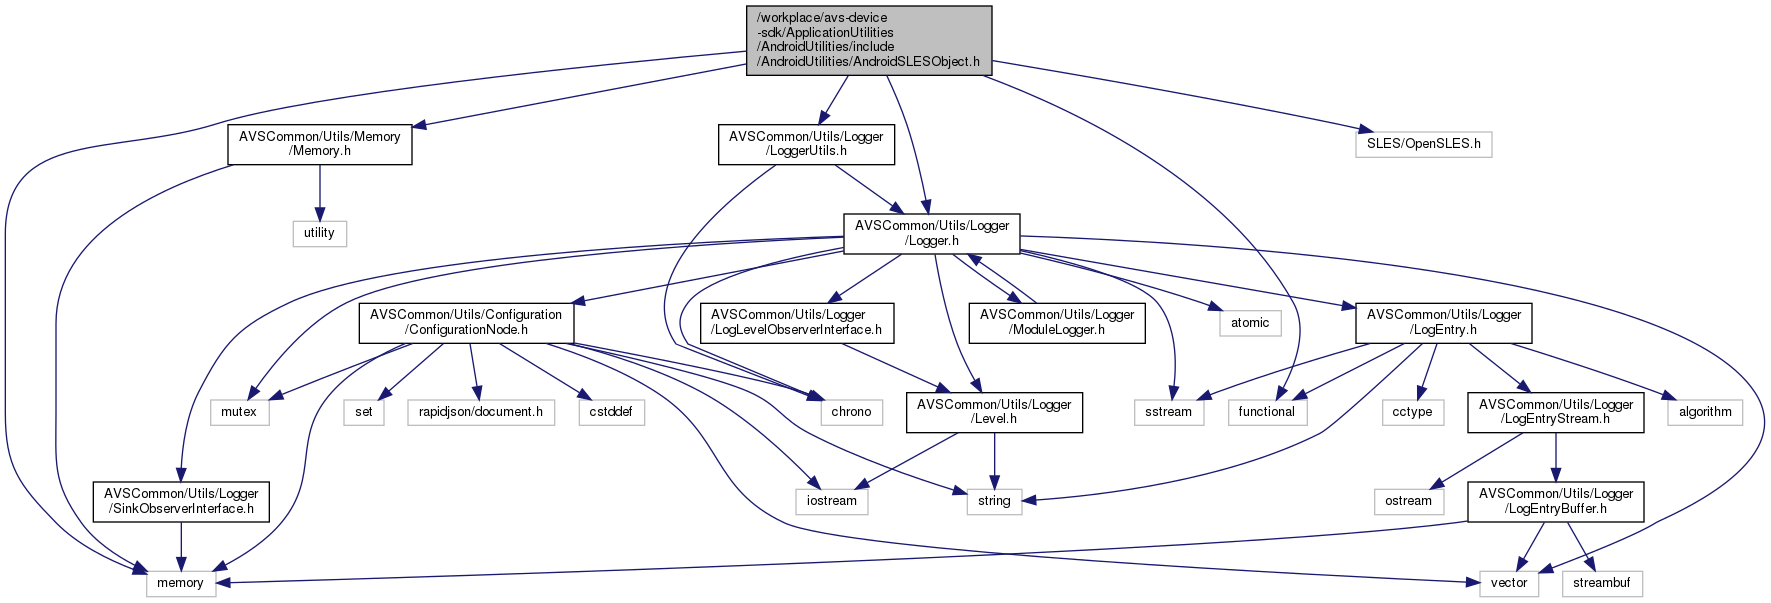 /workplace/avs-device
-sdk/ApplicationUtilities
/AndroidUtilities/include
/AndroidUtilities/AndroidSLESObject.h
AVSCommon/Utils/Memory
/Memory.h
AVSCommon/Utils/Logger
/LoggerUtils.h
SLES/OpenSLES.h
utility
AVSCommon/Utils/Logger
/Logger.h
AVSCommon/Utils/Configuration
/ConfigurationNode.h
AVSCommon/Utils/Logger
/LogLevelObserverInterface.h
AVSCommon/Utils/Logger
/ModuleLogger.h
atomic
AVSCommon/Utils/Logger
/LogEntry.h
mutex
set
rapidjson/document.h
cstddef
chrono
AVSCommon/Utils/Logger
/Level.h
sstream
functional
cctype
AVSCommon/Utils/Logger
/LogEntryStream.h
algorithm
AVSCommon/Utils/Logger
/SinkObserverInterface.h
iostream
string
ostream
AVSCommon/Utils/Logger
/LogEntryBuffer.h
memory
vector
streambuf